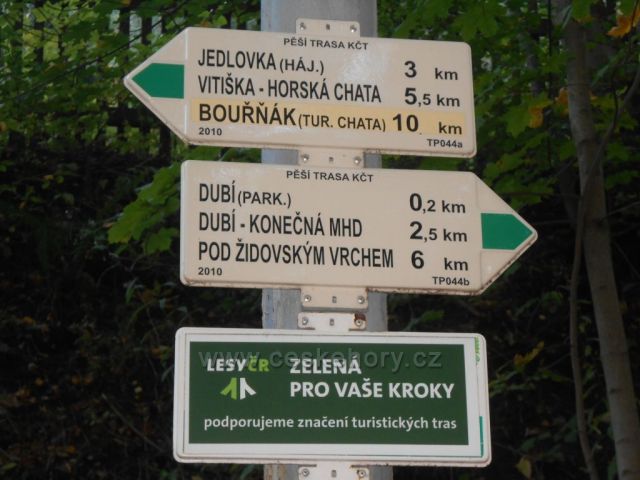 PĚŠÍ TRASA KČT
JEDLOVKA (HÁJ.) 3 km
VITIŠKA - HORSKÁ CHATA 5,5 km
BOUŘŇÁK (TUR. CHATA) 10 km
2010 TP044a
PĚŠÍ TRASA KČT
DUBÍ (PARK.) 0,2 km
DUBÍ - KONEČNÁ MHD 2,5 km
POD ŽIDOVSKÝM VRCHEM 6 km
2010 TP044b
www.ceskehory.cz
LESY ČR ZELENÁ
PRO VAŠE KROKY
podporujeme značení turistických tras